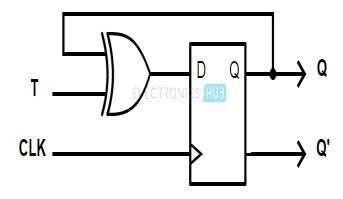 D Q Q
T
ELECTRONICS HUB
CLK Q'